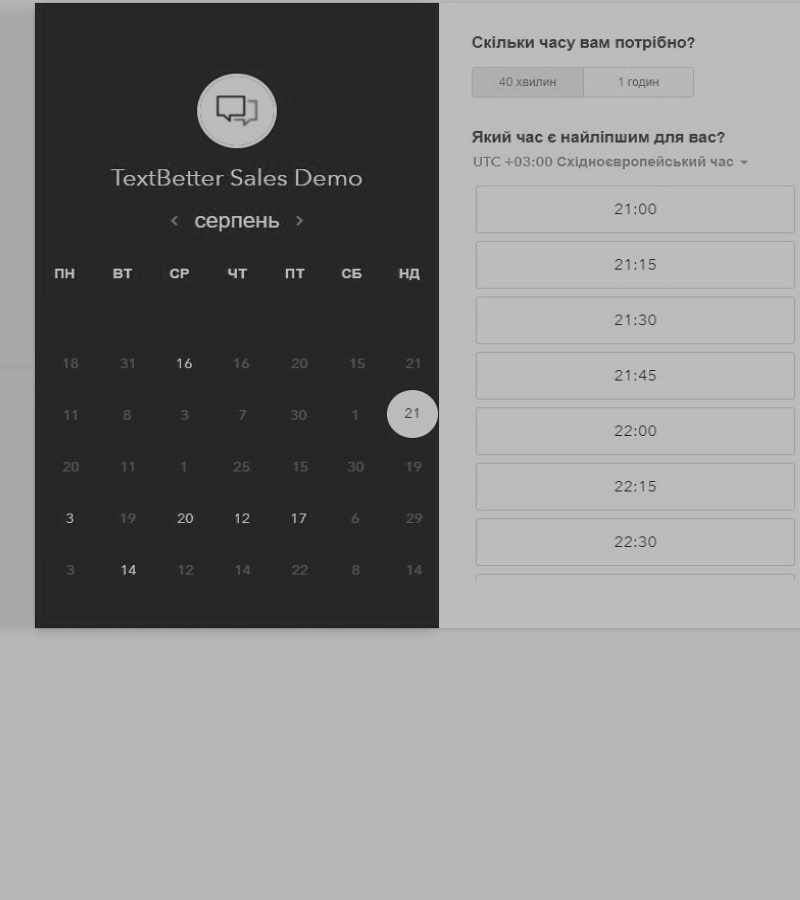 TextBetter Sales Demo
серпень
ПН ВТ СР ЧТ ПТ СБ НД
18 31 16 16 20 15 21
11 8 3 7 30 1 21
20 11 1 25 15 30 19
3 19 20 12 17 6 29
3 14 12 14 22 8 14
Скільки часу вам потрібно?
40 хвилин 1 годин
Який час є найліпшим для вас?
UTC +03:00 Східноєвропейський час
21:00
21:15
21:30
21:45
22:00
22:15
22:30